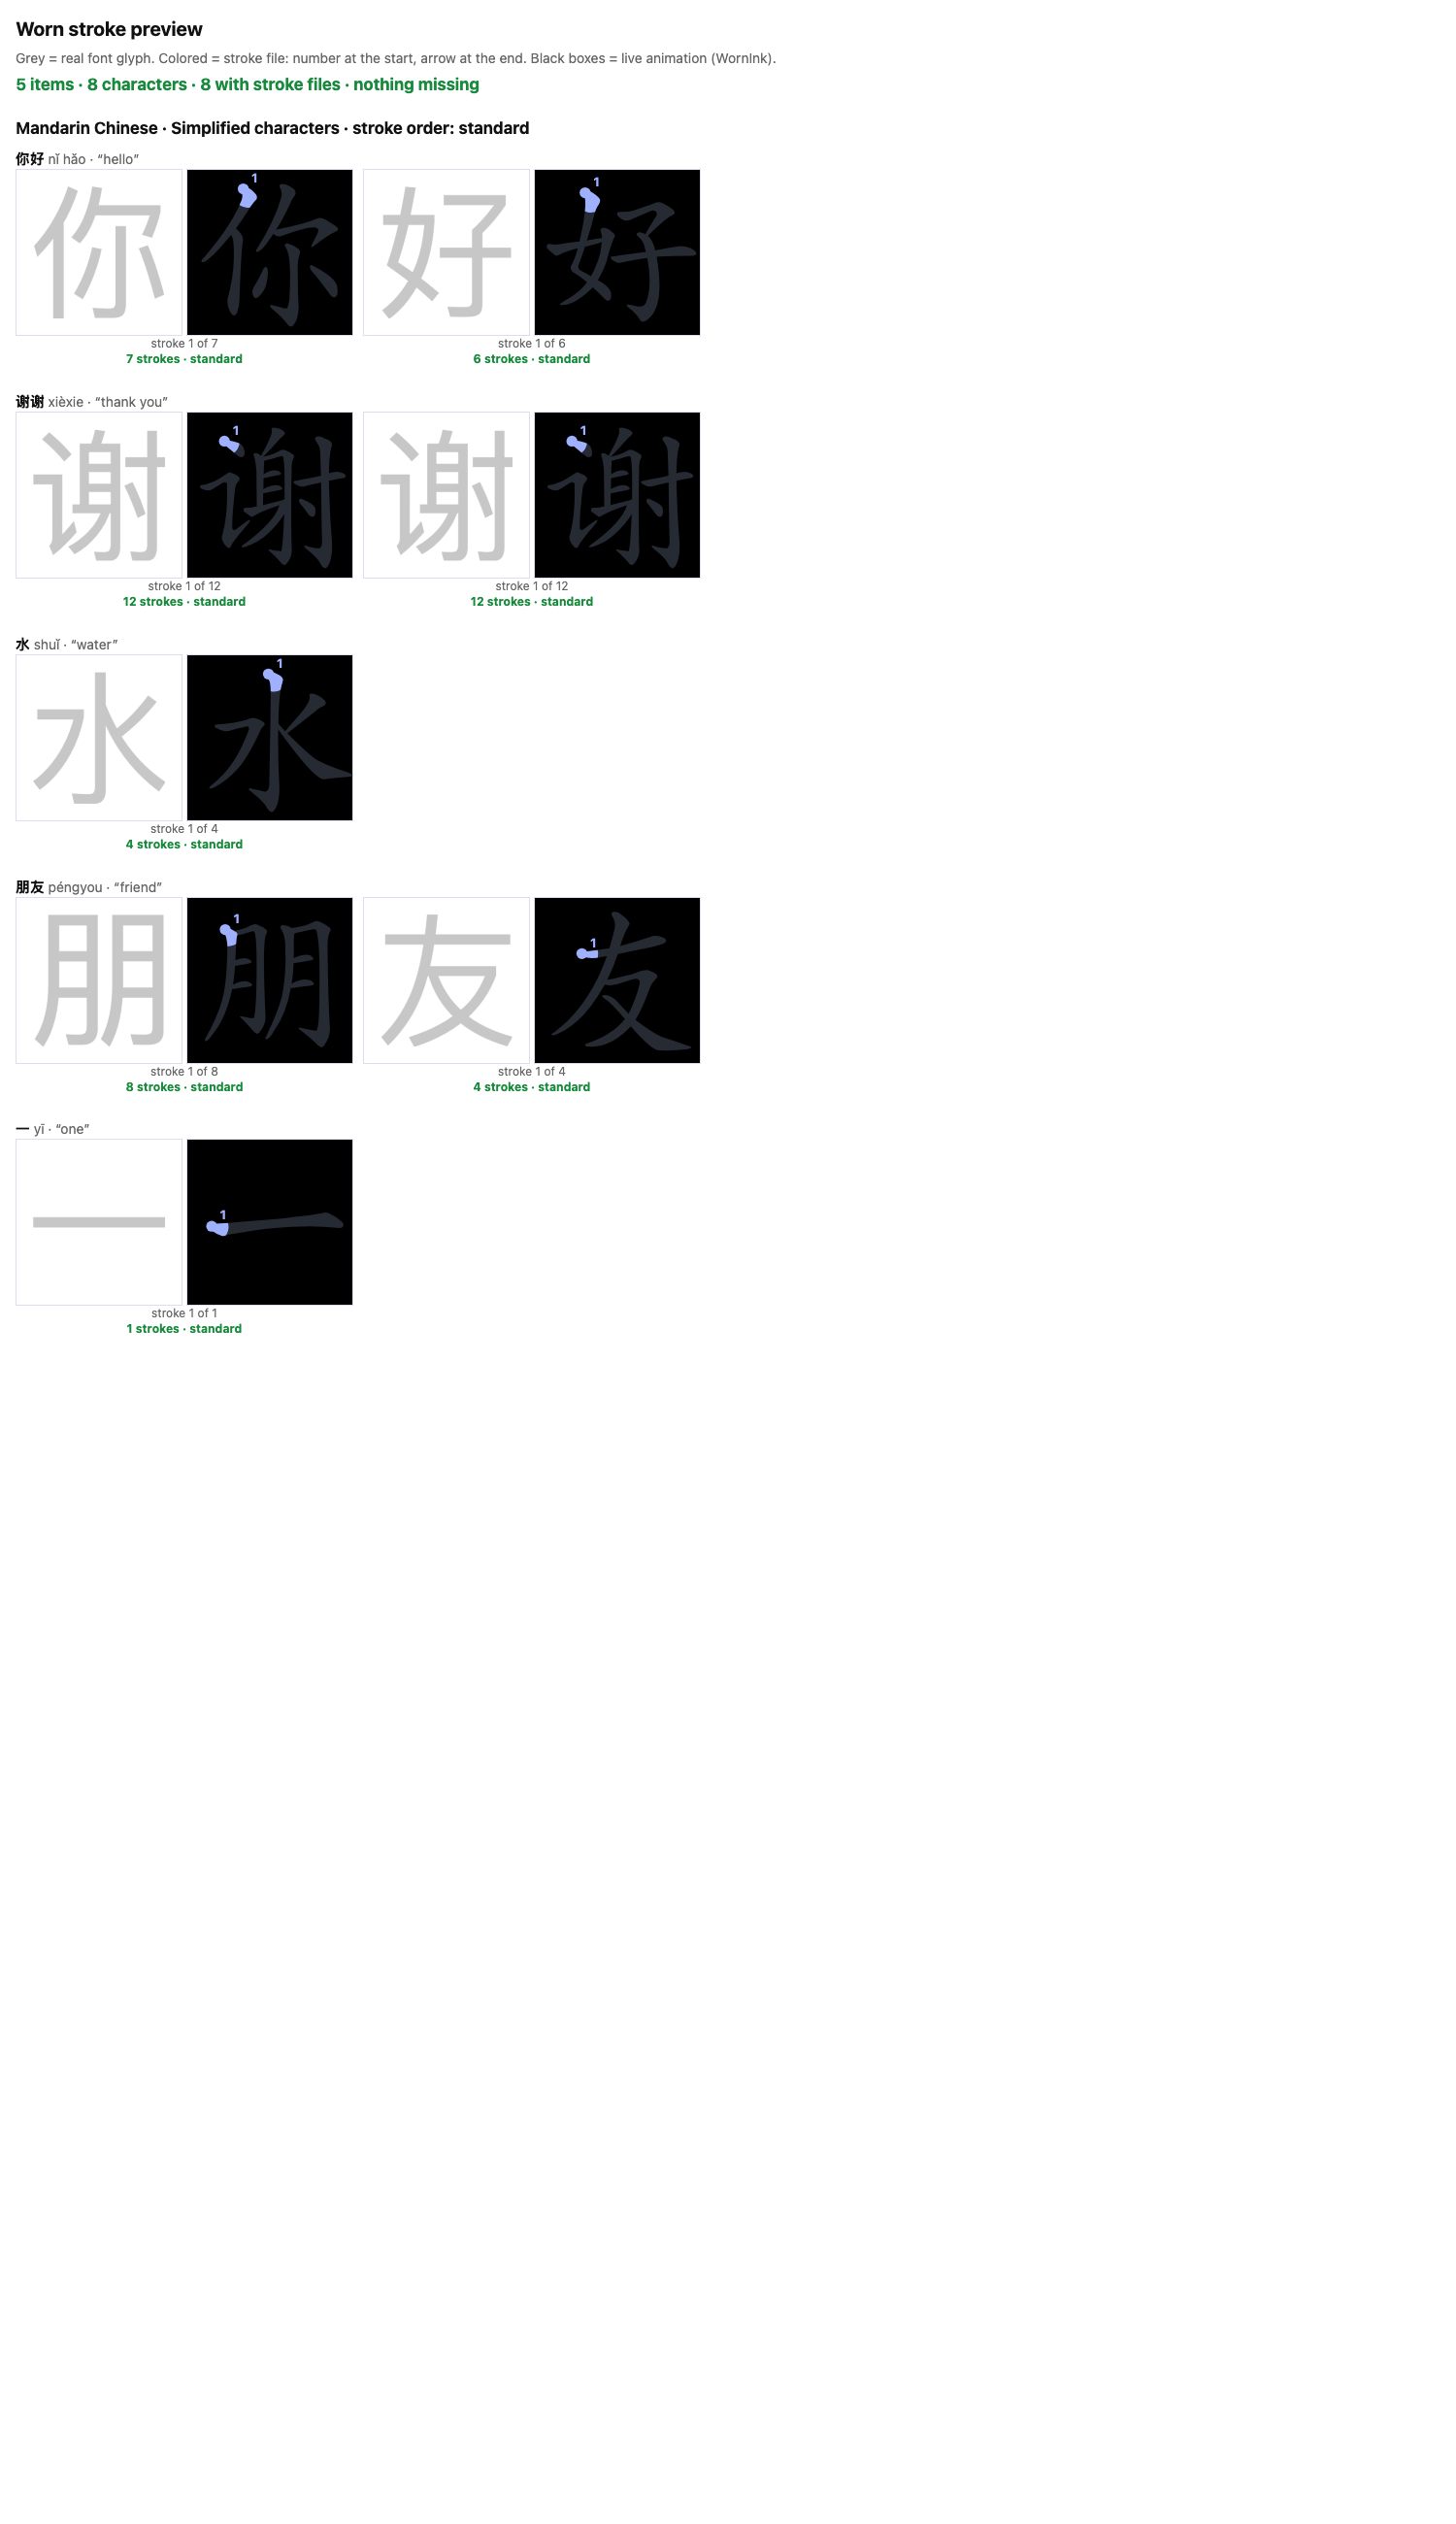 Worn stroke preview
Grey = real font glyph. Colored = stroke file: number at the start, arrow at the end. Black boxes = live animation (WornInk).
5 items · 8 characters · 8 with stroke files · nothing missing
Mandarin Chinese · Simplified characters · stroke order: standard
你好 nǐ hǎo · “hello”
你 1 你 好 1 好
stroke 1 of 7 stroke 1 of 6
7 strokes · standard 6 strokes · standard
谢谢 xièxie · “thank you”
谢 1 谢 谢 1 谢
stroke 1 of 12 stroke 1 of 12
12 strokes · standard 12 strokes · standard
水 shuǐ · “water”
水 1 水
stroke 1 of 4
4 strokes · standard
朋友 péngyou · “friend”
朋 1 朋 友 1 友
stroke 1 of 8 stroke 1 of 4
8 strokes · standard 4 strokes · standard
一 yī · “one”
一 1 一
stroke 1 of 1
1 strokes · standard